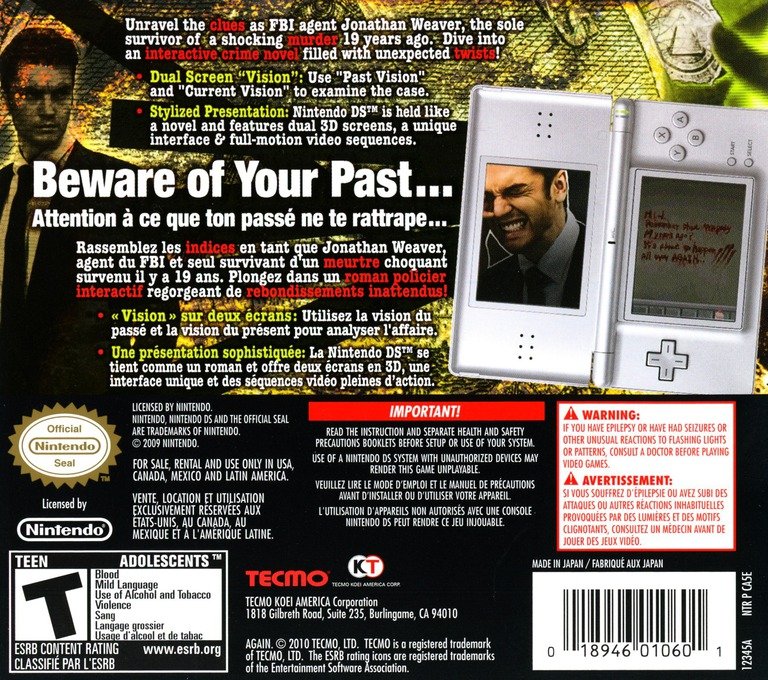 Unravel the clues as FBI agent Jonathan Weaver, the sole
survivor of a shocking murder 19 years ago. Dive into
an interactive crime novel filled with unexpected twists!
• Dual Screen "Vision": Use "Past Vision"
and "Current Vision" to examine the case.
• Stylized Presentation: Nintendo DS™ is held like
a novel and features dual 3D screens, a unique
interface & full-motion video sequences.
Beware of Your Past...
Attention à ce que ton passé ne te rattrape...
Rassemblez les indices en tant que Jonathan Weaver,
agent du FBI et seul survivant d'un meurtre choquant
survenu il y a 19 ans. Plongez dans un roman policier
interactif regorgeant de rebondissements inattendus!
• « Vision » sur deux écrans: Utilisez la vision du
passé et la vision du présent pour analyser l'affaire.
• Une présentation sophistiquée: La Nintendo DS™ se
tient comme un roman et offre deux écrans en 3D, une
interface unique et des séquences vidéo pleines d'action.
X
A
Y
B
START
SELECT
Official
Nintendo
Seal
™
Licensed by
Nintendo®
LICENSED BY NINTENDO.
NINTENDO, NINTENDO DS AND THE OFFICIAL SEAL
ARE TRADEMARKS OF NINTENDO.
© 2009 NINTENDO.
FOR SALE, RENTAL AND USE ONLY IN USA,
CANADA, MEXICO AND LATIN AMERICA.
VENTE, LOCATION ET UTILISATION
EXCLUSIVEMENT RÉSERVÉES AUX
ÉTATS-UNIS, AU CANADA, AU
MEXIQUE ET À L'AMÉRIQUE LATINE.
IMPORTANT!
READ THE INSTRUCTION AND SEPARATE HEALTH AND SAFETY
PRECAUTIONS BOOKLETS BEFORE SETUP OR USE OF YOUR SYSTEM.
USE OF A NINTENDO DS SYSTEM WITH UNAUTHORIZED DEVICES MAY
RENDER THIS GAME UNPLAYABLE.
VEUILLEZ LIRE LE MODE D'EMPLOI ET LE MANUEL DE PRÉCAUTIONS
AVANT D'INSTALLER OU D'UTILISER VOTRE APPAREIL.
L'UTILISATION D'APPAREILS NON AUTORISÉS AVEC UNE CONSOLE
NINTENDO DS PEUT RENDRE CE JEU INJOUABLE.
WARNING:
IF YOU HAVE EPILEPSY OR HAVE HAD SEIZURES OR
OTHER UNUSUAL REACTIONS TO FLASHING LIGHTS
OR PATTERNS, CONSULT A DOCTOR BEFORE PLAYING
VIDEO GAMES.
AVERTISSEMENT:
SI VOUS SOUFFREZ D'ÉPILEPSIE OU AVEZ SUBI DES
ATTAQUES OU AUTRES RÉACTIONS INHABITUELLES
PROVOQUÉES PAR DES LUMIÈRES ET DES MOTIFS
CLIGNOTANTS, CONSULTEZ UN MÉDECIN AVANT DE
JOUER DES JEUX VIDÉO.
TEEN ADOLESCENTS ™
T
Blood
Mild Language
Use of Alcohol and Tobacco
Violence
Sang
Langage grossier
Usage d'alcool et de tabac
ESRB CONTENT RATING www.esrb.org
CLASSIFIÉ PAR L'ESRB
TECMO®
KT
TECMO KOEI AMERICA CORP.
TECMO KOEI AMERICA Corporation
1818 Gilbreth Road, Suite 235, Burlingame, CA 94010
AGAIN. © 2010 TECMO, LTD. TECMO is a registered trademark
of TECMO, LTD. The ESRB rating icons are registered trademarks
of the Entertainment Software Association.
MADE IN JAPAN / FABRIQUÉ AUX JAPAN
0 18946 01060 1
12345A NTR P CASE